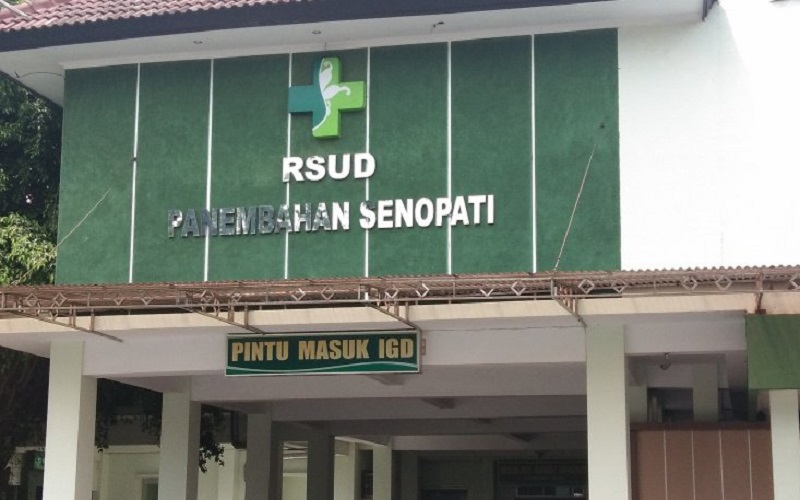 RSUD
PANEMBAHAN SENOPATI
PINTU MASUK IGD